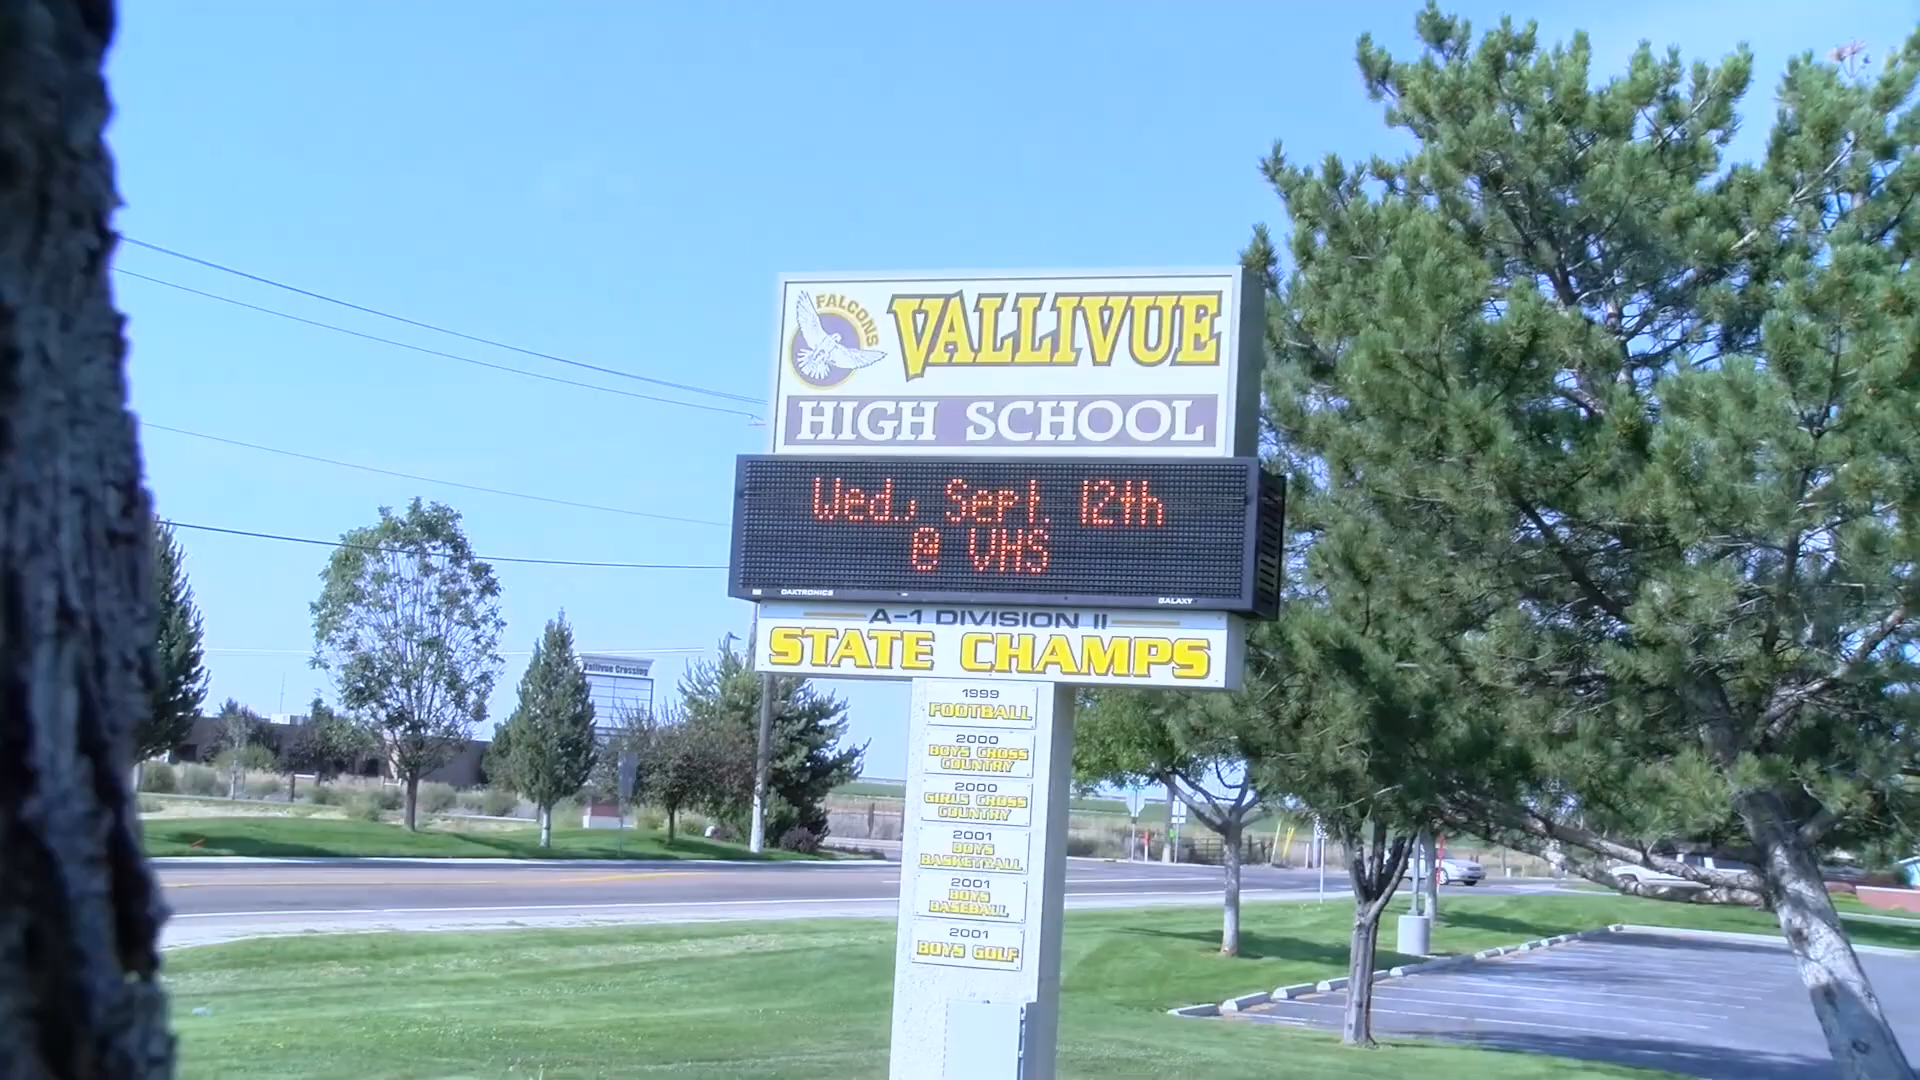 FALCONS
VALLIVUE
HIGH SCHOOL
Wed., Sept. 12th
@ VHS
DAKTRONICS GALAXY
A-1 DIVISION II
STATE CHAMPS
1999
FOOTBALL
2000
BOYS CROSS
COUNTRY
2000
GIRLS CROSS
COUNTRY
2001
BOYS
BASKETBALL
2001
BOYS
BASEBALL
2001
BOYS GOLF
Vallivue Crossing